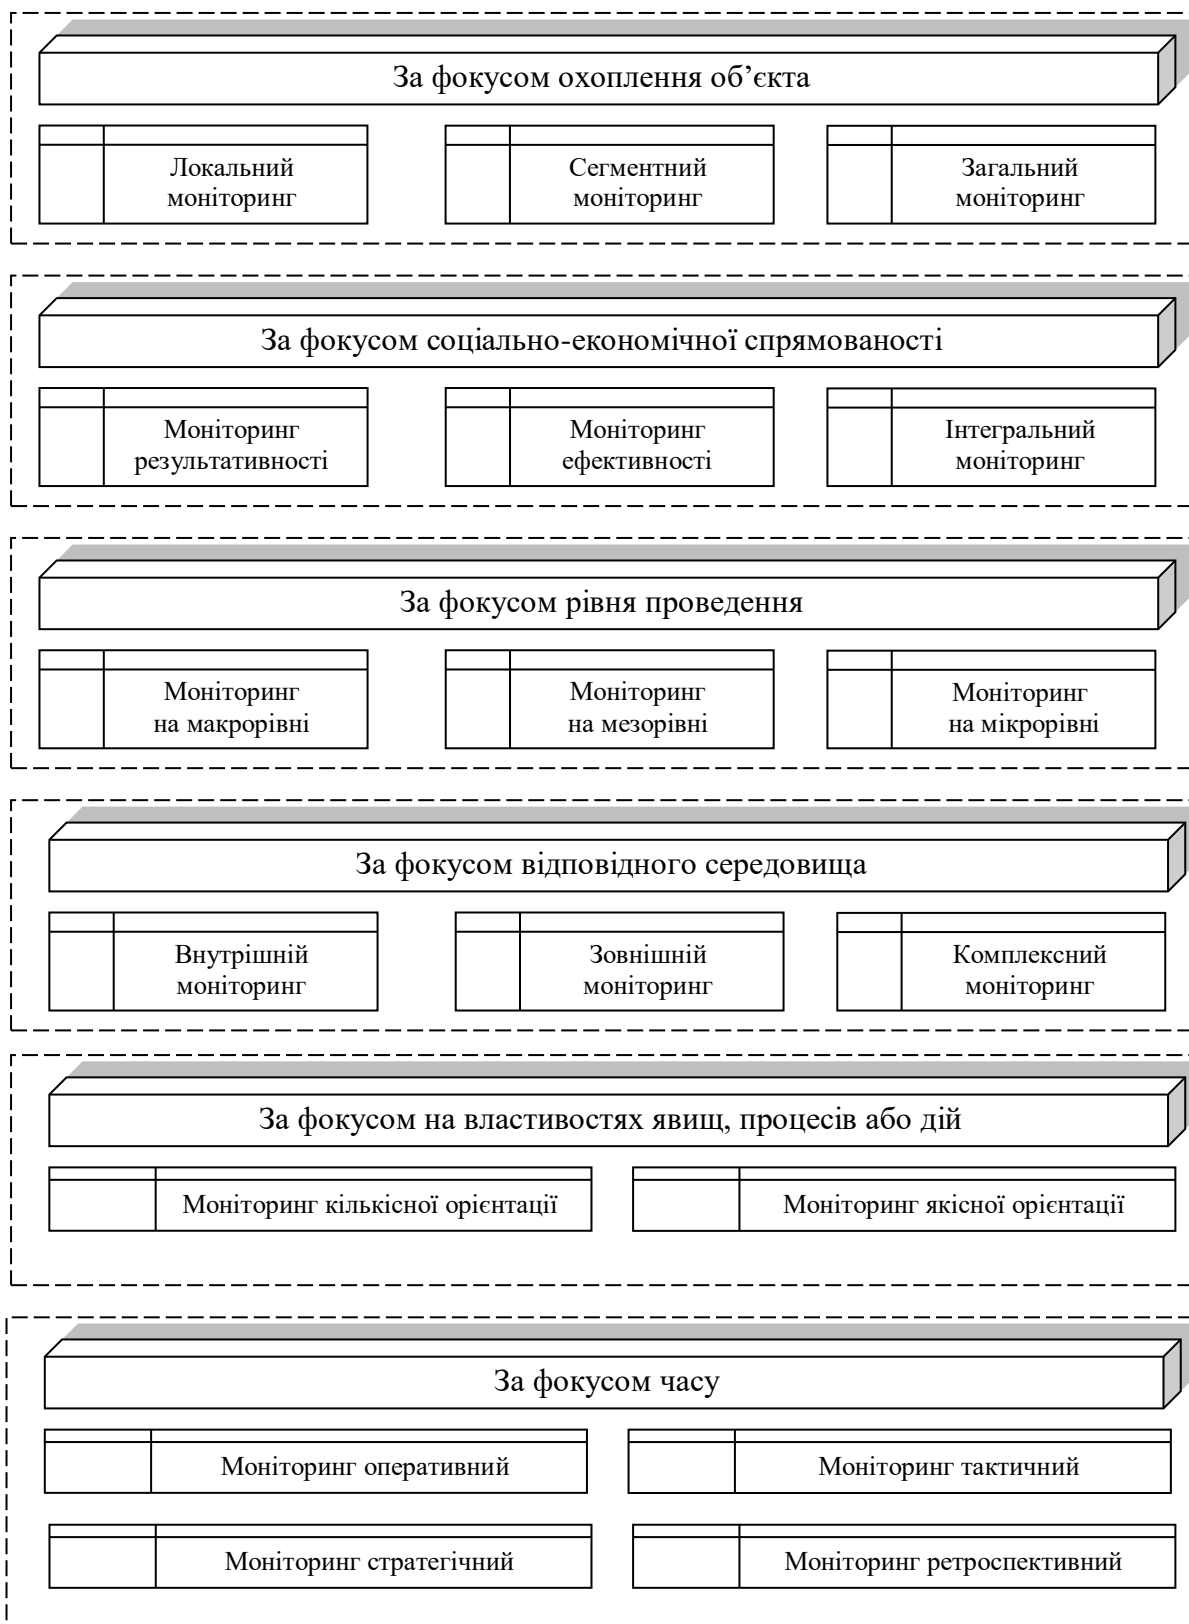 За фокусом охоплення об’єкта
Локальний
моніторинг
Сегментний
моніторинг
Загальний
моніторинг
За фокусом соціально-економічної спрямованості
Моніторинг
результативності
Моніторинг
ефективності
Інтегральний
моніторинг
За фокусом рівня проведення
Моніторинг
на макрорівні
Моніторинг
на мезорівні
Моніторинг
на мікрорівні
За фокусом відповідного середовища
Внутрішній
моніторинг
Зовнішній
моніторинг
Комплексний
моніторинг
За фокусом на властивостях явищ, процесів або дій
Моніторинг кількісної орієнтації
Моніторинг якісної орієнтації
За фокусом часу
Моніторинг оперативний
Моніторинг тактичний
Моніторинг стратегічний
Моніторинг ретроспективний